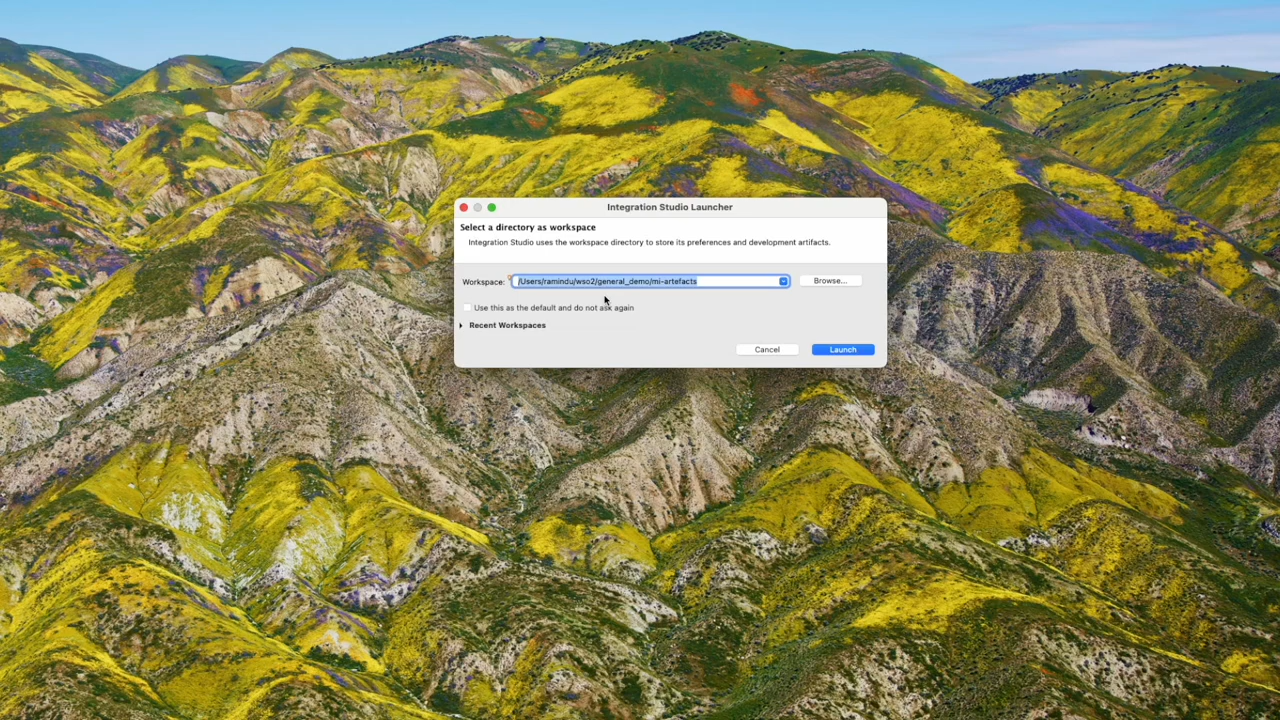 Integration Studio Launcher
Select a directory as workspace
Integration Studio uses the workspace directory to store its preferences and development artifacts.
Workspace: /Users/ramindu/wso2/general_demo/mi-artefacts Browse...
Use this as the default and do not ask again
Recent Workspaces
Cancel Launch